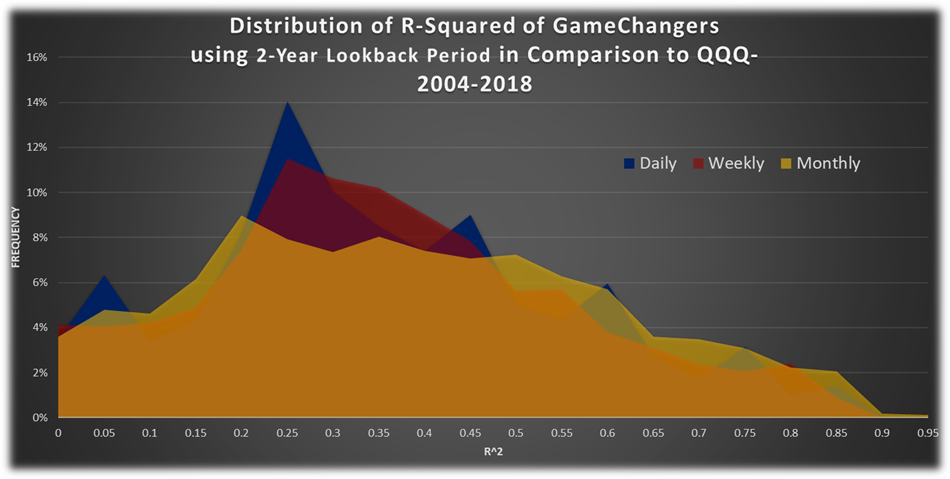 Distribution of R-Squared of GameChangers
using 2-Year Lookback Period in Comparison to QQQ-
2004-2018
16%
14%
12%
Daily Weekly Monthly
10%
8%
FREQUENCY
6%
4%
2%
0%
0 0.05 0.1 0.15 0.2 0.25 0.3 0.35 0.4 0.45 0.5 0.55 0.6 0.65 0.7 0.75 0.8 0.85 0.9 0.95
R^2